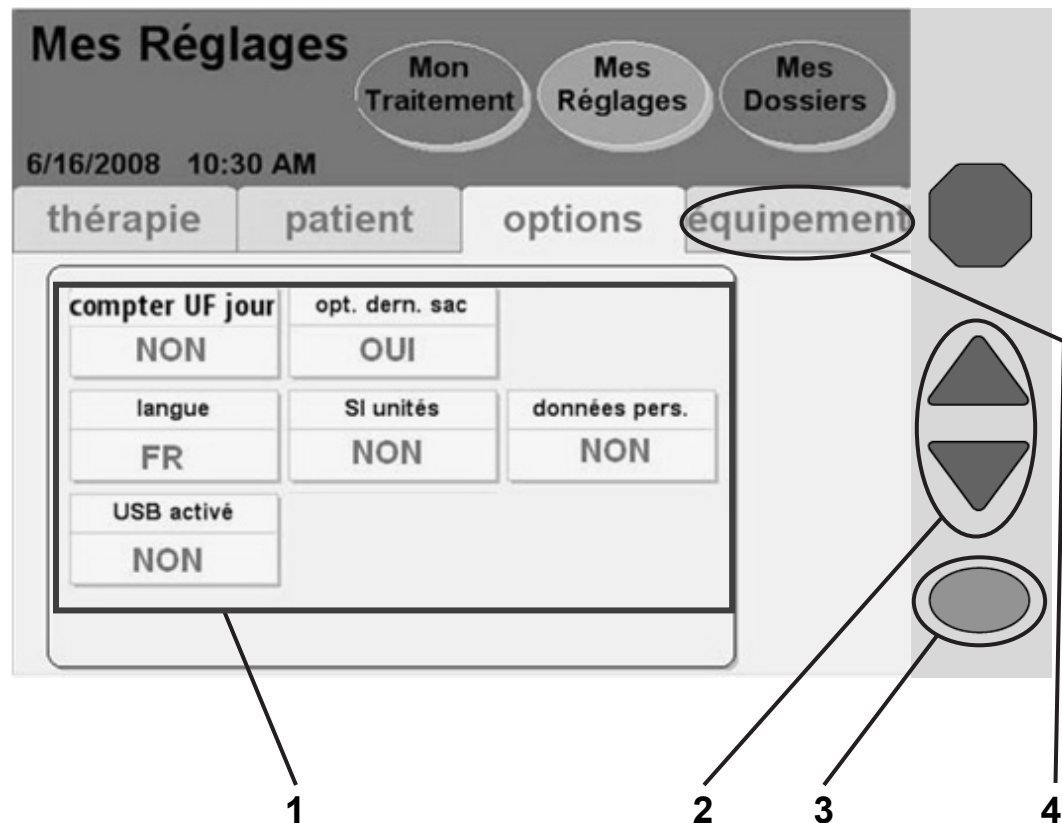 Mes Réglages
Mon
Traitement
Mes
Réglages
Mes
Dossiers
6/16/2008 10:30 AM
thérapie patient options équipement
compter UF jour opt. dern. sac
NON OUI
langue SI unités données pers.
FR NON NON
USB activé
NON
1 2 3 4